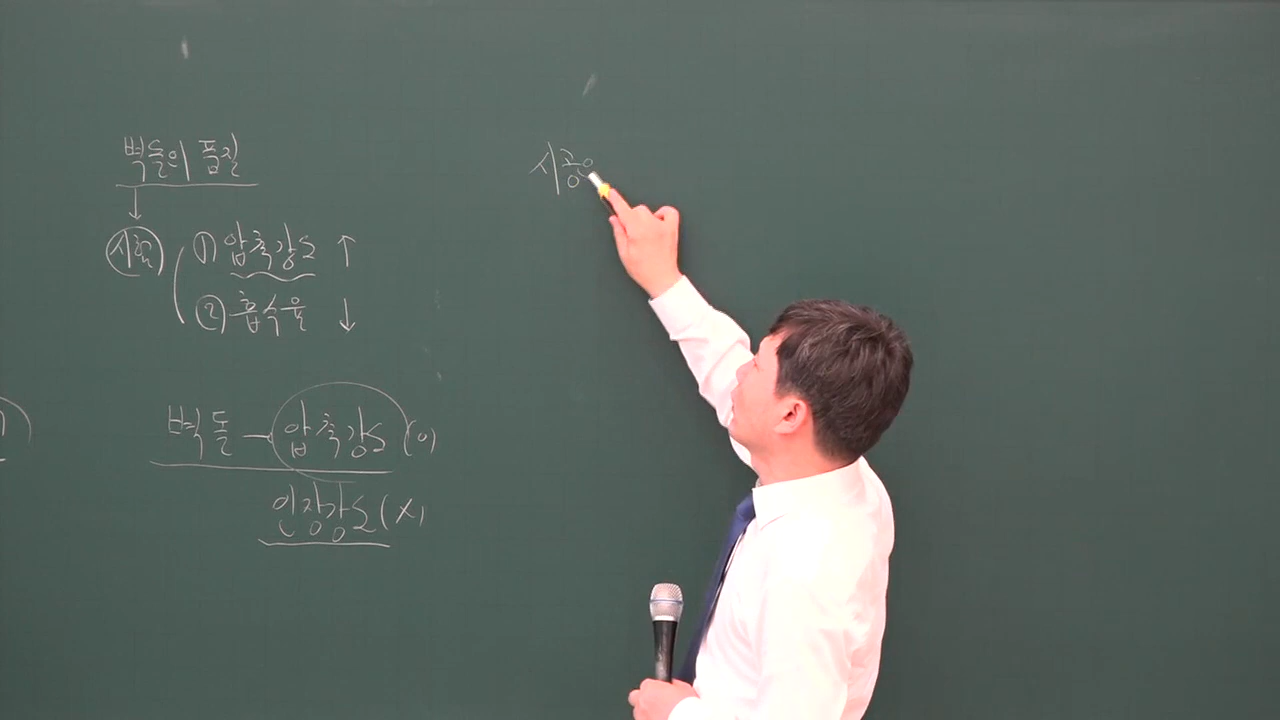 벽돌의 품질
↓
시험 ① 압축강도 ↑
② 흡수율 ↓
벽돌 - 압축강도 (O)
인장강도 (X)
시공